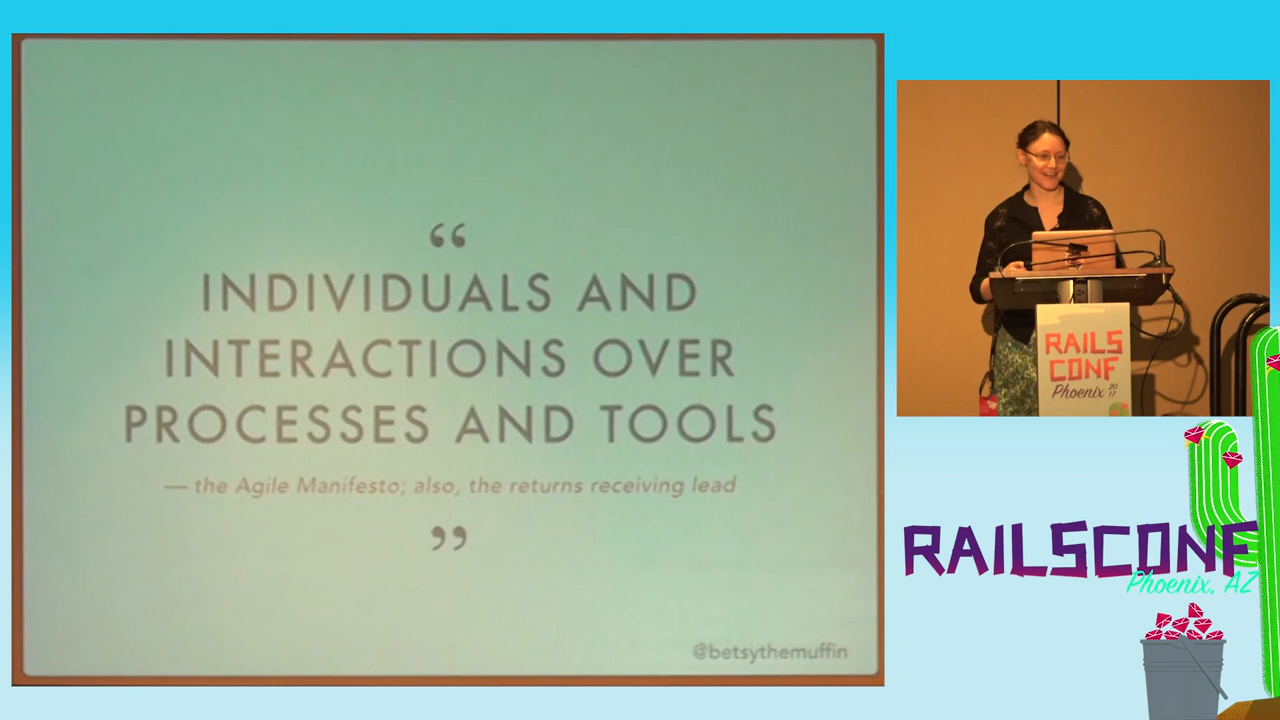 “
INDIVIDUALS AND
INTERACTIONS OVER
PROCESSES AND TOOLS
— the Agile Manifesto; also, the returns receiving lead
”
@betsythemuffin
RAILS
CONF
Phoenix 2017
RAILSCONF
Phoenix, AZ